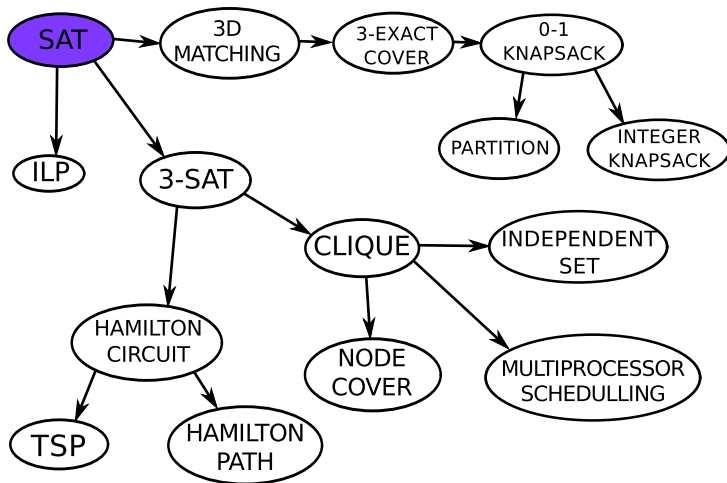 SAT
3D
MATCHING
3-EXACT
COVER
0-1
KNAPSACK
PARTITION
INTEGER
KNAPSACK
ILP
3-SAT
CLIQUE
INDEPENDENT
SET
HAMILTON
CIRCUIT
NODE
COVER
MULTIPROCESSOR
SCHEDULLING
TSP
HAMILTON
PATH